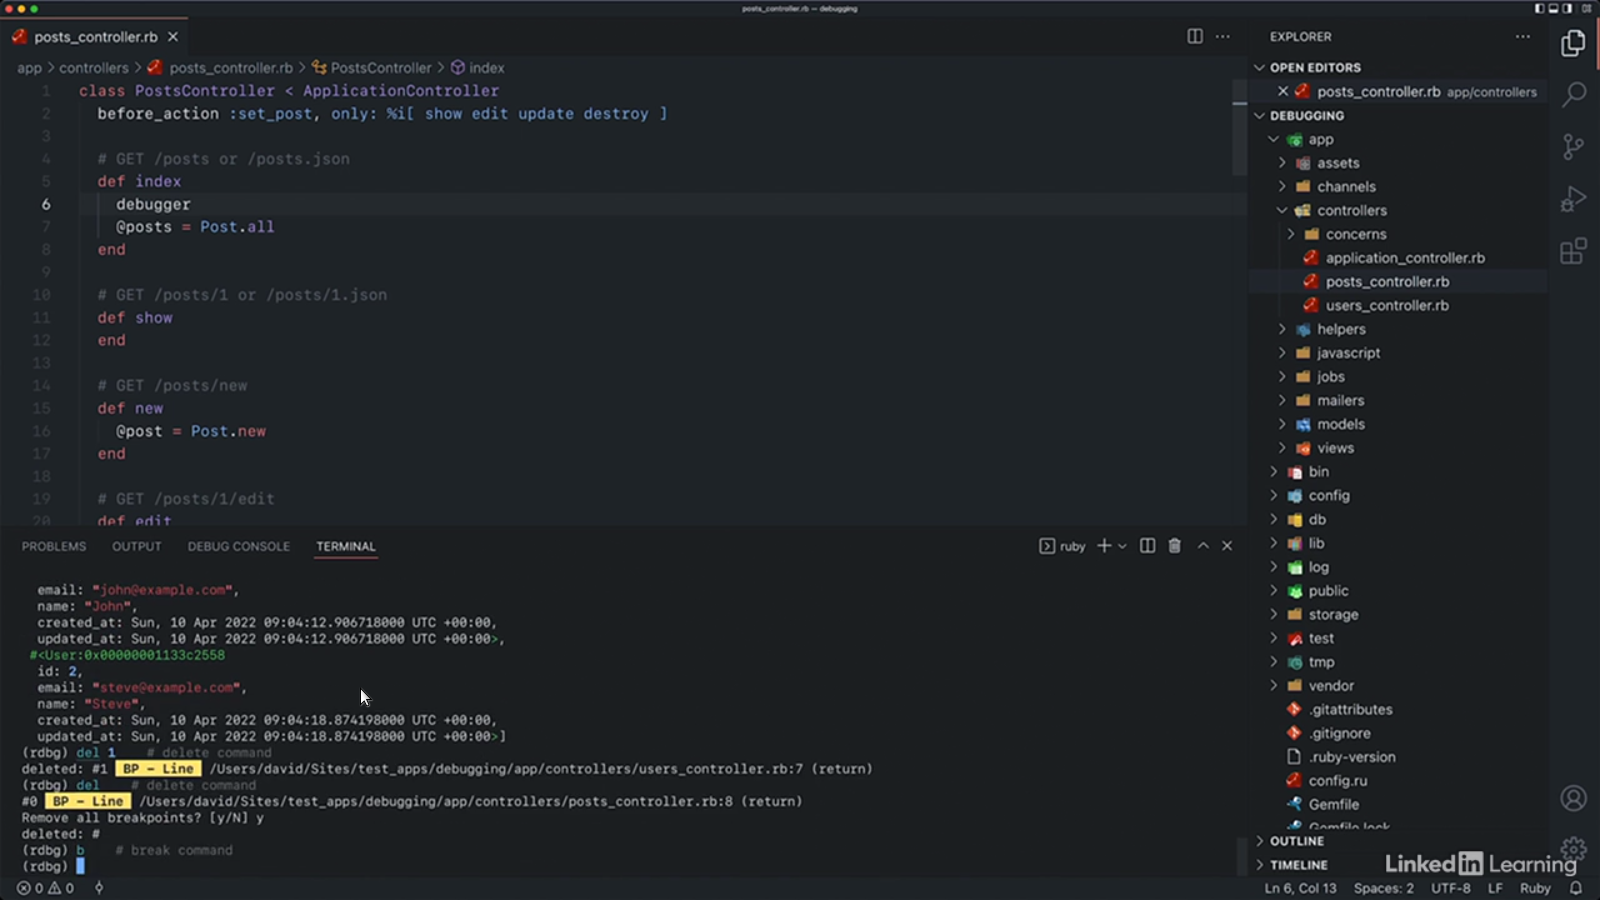 posts_controller.rb — debugging
posts_controller.rb
app > controllers > posts_controller.rb > PostsController > index
1 class PostsController < ApplicationController
2 before_action :set_post, only: %i[ show edit update destroy ]
3
4 # GET /posts or /posts.json
5 def index
6 debugger
7 @posts = Post.all
8 end
9
10 # GET /posts/1 or /posts/1.json
11 def show
12 end
13
14 # GET /posts/new
15 def new
16 @post = Post.new
17 end
18
19 # GET /posts/1/edit
20 def edit
PROBLEMS OUTPUT DEBUG CONSOLE TERMINAL
ruby
email: "john@example.com",
name: "John",
created_at: Sun, 10 Apr 2022 09:04:12.906718000 UTC +00:00,
updated_at: Sun, 10 Apr 2022 09:04:12.906718000 UTC +00:00>,
#<User:0x00000001133c2558
id: 2,
email: "steve@example.com",
name: "Steve",
created_at: Sun, 10 Apr 2022 09:04:18.874198000 UTC +00:00,
updated_at: Sun, 10 Apr 2022 09:04:18.874198000 UTC +00:00>]
(rdbg) del 1 # delete command
deleted: #1 BP - Line /Users/david/Sites/test_apps/debugging/app/controllers/users_controller.rb:7 (return)
(rdbg) del # delete command
#0 BP - Line /Users/david/Sites/test_apps/debugging/app/controllers/posts_controller.rb:8 (return)
Remove all breakpoints? [y/N] y
deleted: #
(rdbg) b # break command
(rdbg)
EXPLORER
OPEN EDITORS
posts_controller.rb app/controllers
DEBUGGING
app
assets
channels
controllers
concerns
application_controller.rb
posts_controller.rb
users_controller.rb
helpers
javascript
jobs
mailers
models
views
bin
config
db
lib
log
public
storage
test
tmp
vendor
.gitattributes
.gitignore
.ruby-version
config.ru
Gemfile
Gemfile.lock
OUTLINE
TIMELINE
LinkedIn Learning
0 0
Ln 6, Col 13 Spaces: 2 UTF-8 LF Ruby